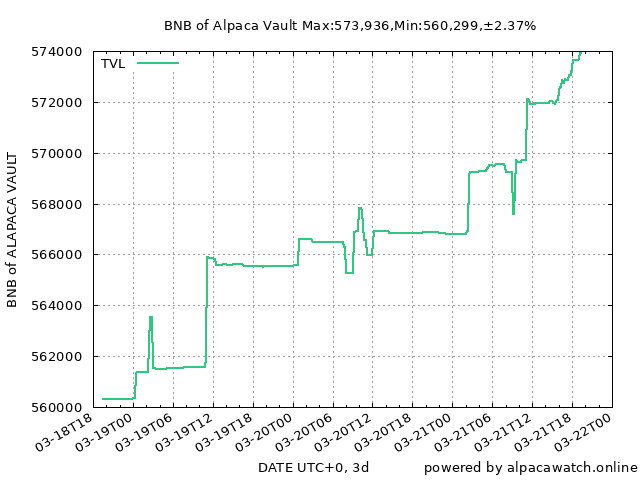 BNB of Alpaca Vault Max:573,936,Min:560,299,±2.37%
TVL
574000
572000
570000
568000
566000
564000
562000
560000
BNB of ALAPACA VAULT
03-18T18
03-19T00
03-19T06
03-19T12
03-19T18
03-20T00
03-20T06
03-20T12
03-20T18
03-21T00
03-21T06
03-21T12
03-21T18
03-22T00
DATE UTC+0, 3d
powered by alpacawatch.online